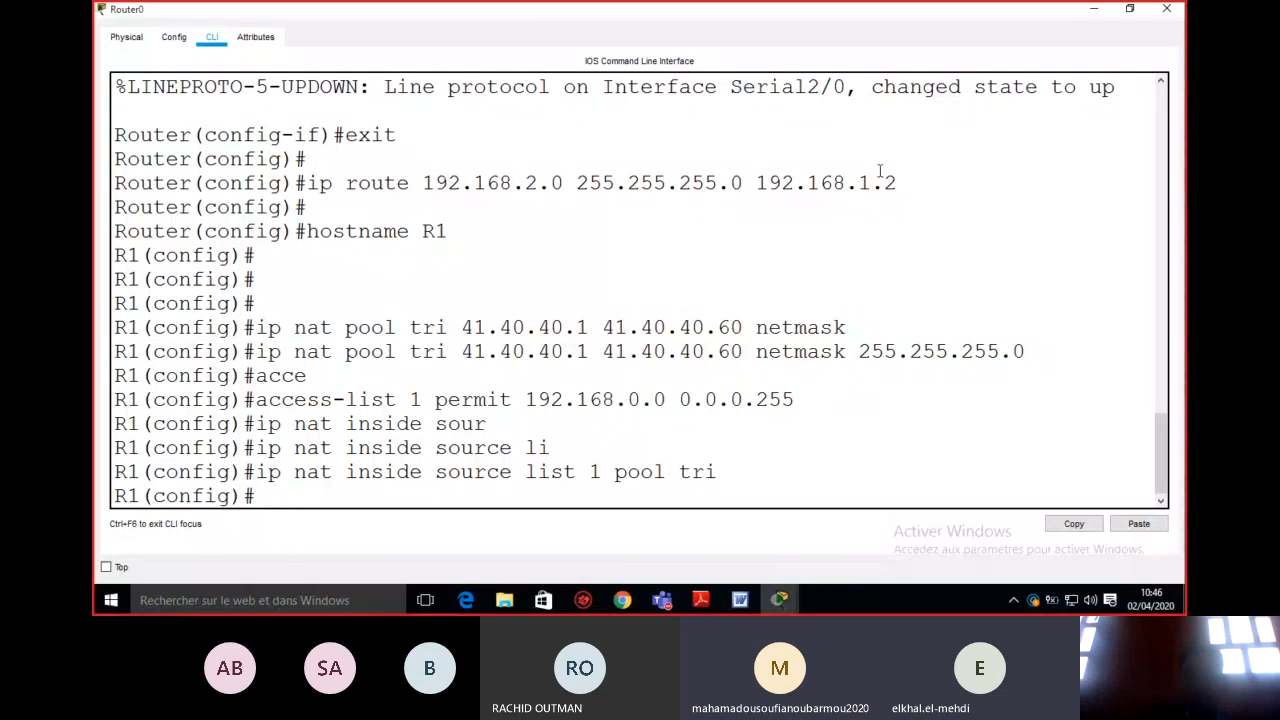 Router0
Physical Config CLI Attributes
IOS Command Line Interface
%LINEPROTO-5-UPDOWN: Line protocol on Interface Serial2/0, changed state to up
Router(config-if)#exit
Router(config)#
Router(config)#ip route 192.168.2.0 255.255.255.0 192.168.1.2
Router(config)#
Router(config)#hostname R1
R1(config)#
R1(config)#
R1(config)#
R1(config)#ip nat pool tri 41.40.40.1 41.40.40.60 netmask
R1(config)#ip nat pool tri 41.40.40.1 41.40.40.60 netmask 255.255.255.0
R1(config)#acce
R1(config)#access-list 1 permit 192.168.0.0 0.0.0.255
R1(config)#ip nat inside sour
R1(config)#ip nat inside source li
R1(config)#ip nat inside source list 1 pool tri
R1(config)#
Ctrl+F6 to exit CLI focus
Copy Paste
Activer Windows
Accédez aux paramètres pour activer Windows.
Top
Rechercher sur le web et dans Windows
10:46
02/04/2020
AB SA B RO M E
RACHID OUTMAN mahamadousoufianoubarmou2020 elkhal.el-mehdi